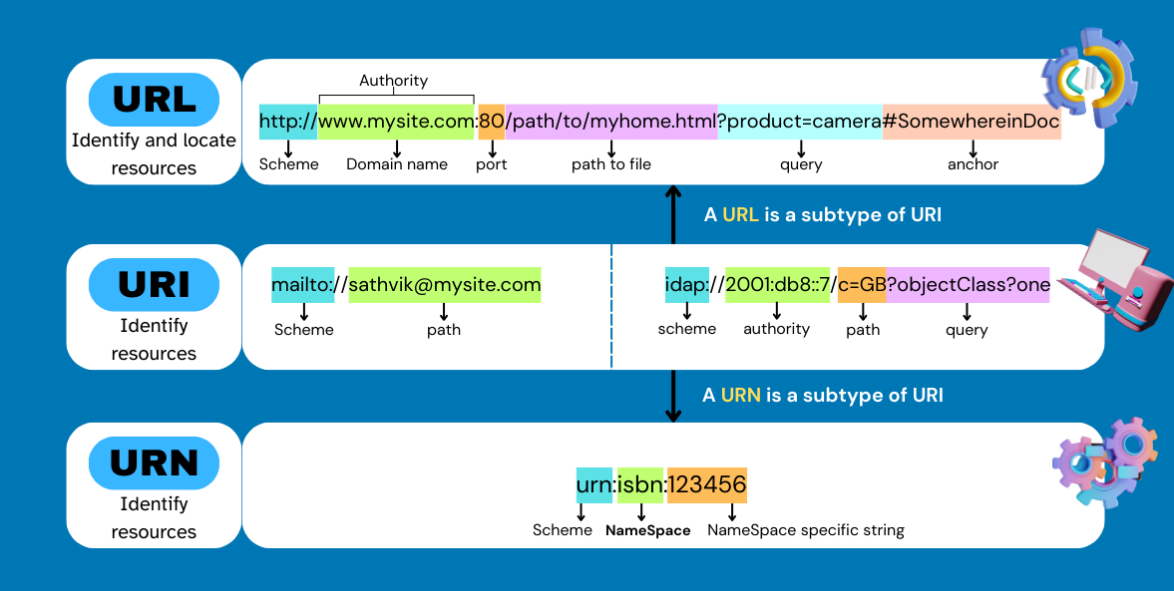 URL
Identify and locate
resources
Authority
http://www.mysite.com:80/path/to/myhome.html?product=camera#SomewhereinDoc
Scheme Domain name port path to file query anchor
A URL is a subtype of URI
URI
Identify
resources
mailto://sathvik@mysite.com
Scheme path
idap://2001:db8::7/c=GB?objectClass?one
scheme authority path query
A URN is a subtype of URI
URN
Identify
resources
urn:isbn:123456
Scheme NameSpace NameSpace specific string